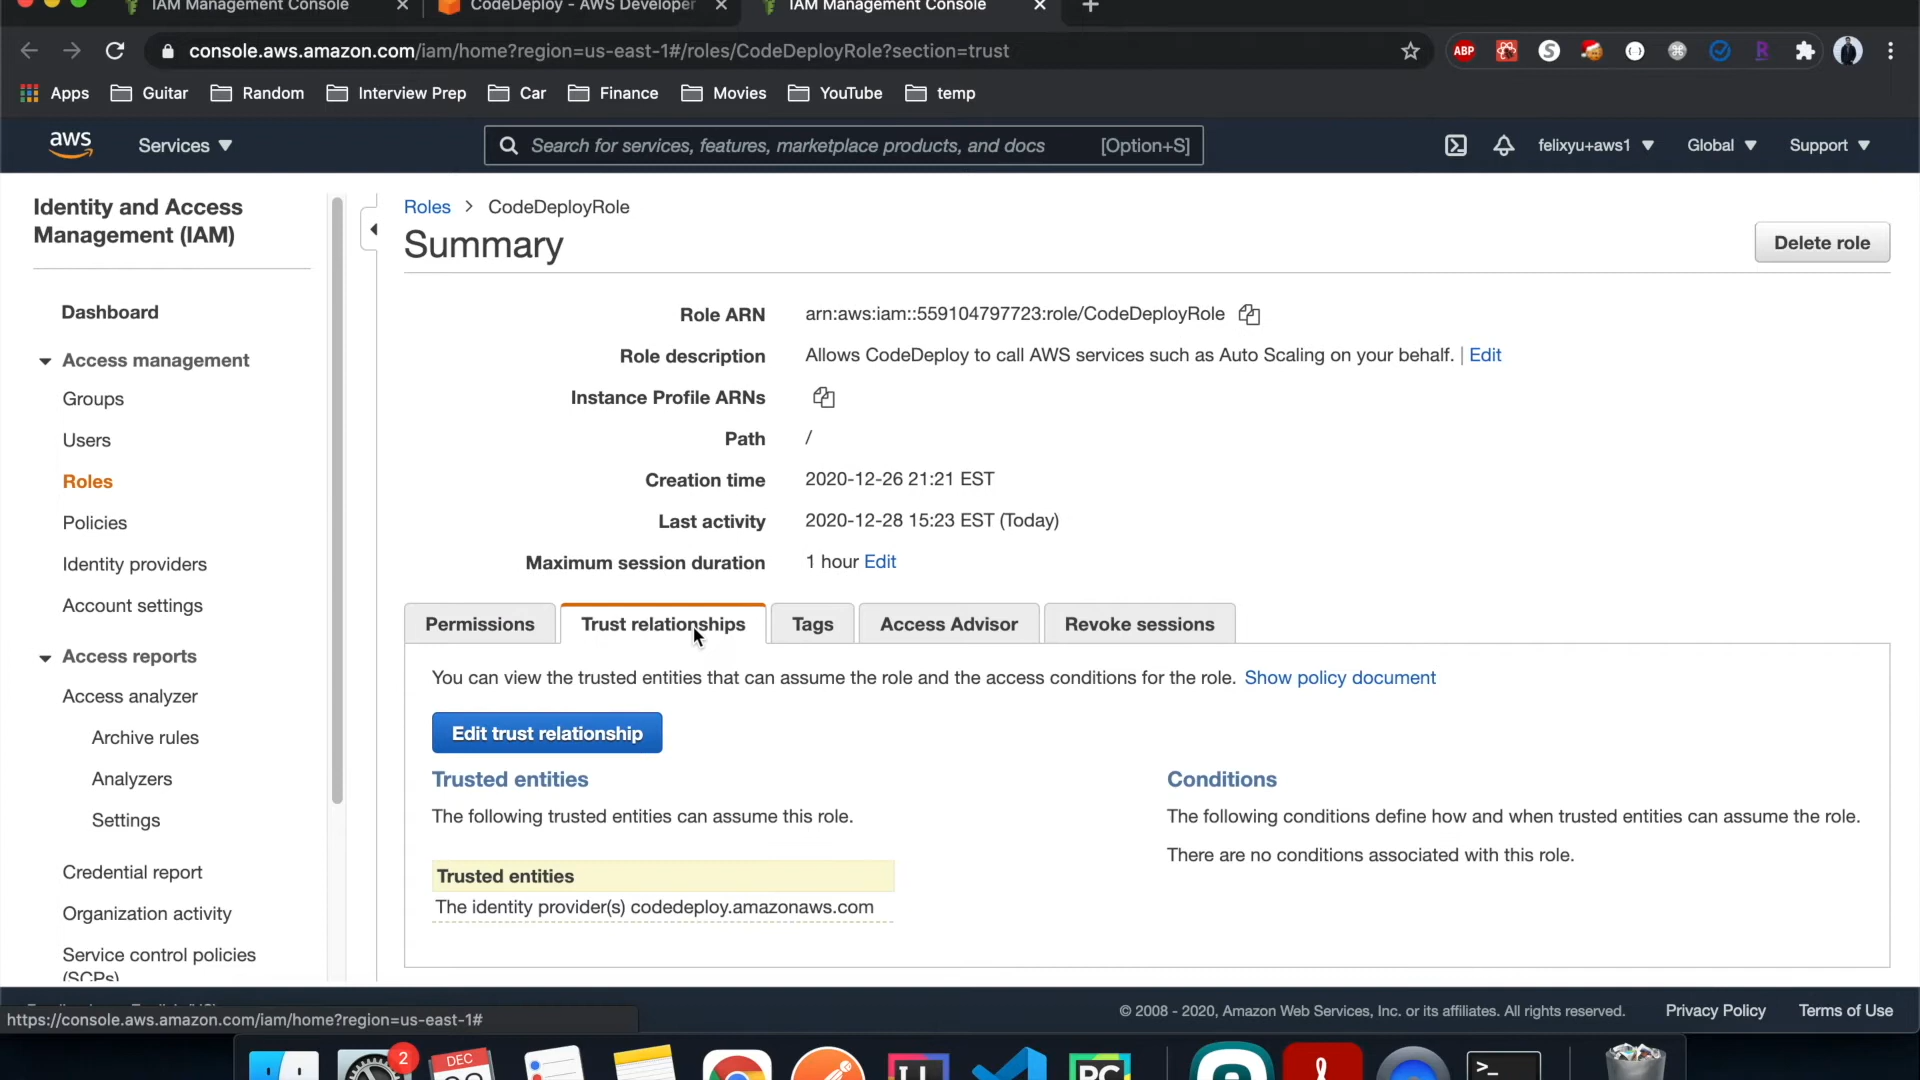 IAM Management Console
CodeDeploy - AWS Developer
IAM Management Console
console.aws.amazon.com/iam/home?region=us-east-1#/roles/CodeDeployRole?section=trust
ABP
S
R
Apps
Guitar
Random
Interview Prep
Car
Finance
Movies
YouTube
temp
aws
Services
Search for services, features, marketplace products, and docs
[Option+S]
felixyu+aws1
Global
Support
Identity and Access
Management (IAM)
Dashboard
Access management
Groups
Users
Roles
Policies
Identity providers
Account settings
Access reports
Access analyzer
Archive rules
Analyzers
Settings
Credential report
Organization activity
Service control policies
(SCPs)
Roles > CodeDeployRole
Summary
Delete role
Role ARN arn:aws:iam::559104797723:role/CodeDeployRole
Role description Allows CodeDeploy to call AWS services such as Auto Scaling on your behalf. | Edit
Instance Profile ARNs
Path /
Creation time 2020-12-26 21:21 EST
Last activity 2020-12-28 15:23 EST (Today)
Maximum session duration 1 hour Edit
Permissions
Trust relationships
Tags
Access Advisor
Revoke sessions
You can view the trusted entities that can assume the role and the access conditions for the role. Show policy document
Edit trust relationship
Trusted entities
The following trusted entities can assume this role.
Trusted entities
The identity provider(s) codedeploy.amazonaws.com
Conditions
The following conditions define how and when trusted entities can assume the role.
There are no conditions associated with this role.
https://console.aws.amazon.com/iam/home?region=us-east-1#
© 2008 - 2020, Amazon Web Services, Inc. or its affiliates. All rights reserved.
Privacy Policy
Terms of Use
2
DEC
PC
>_